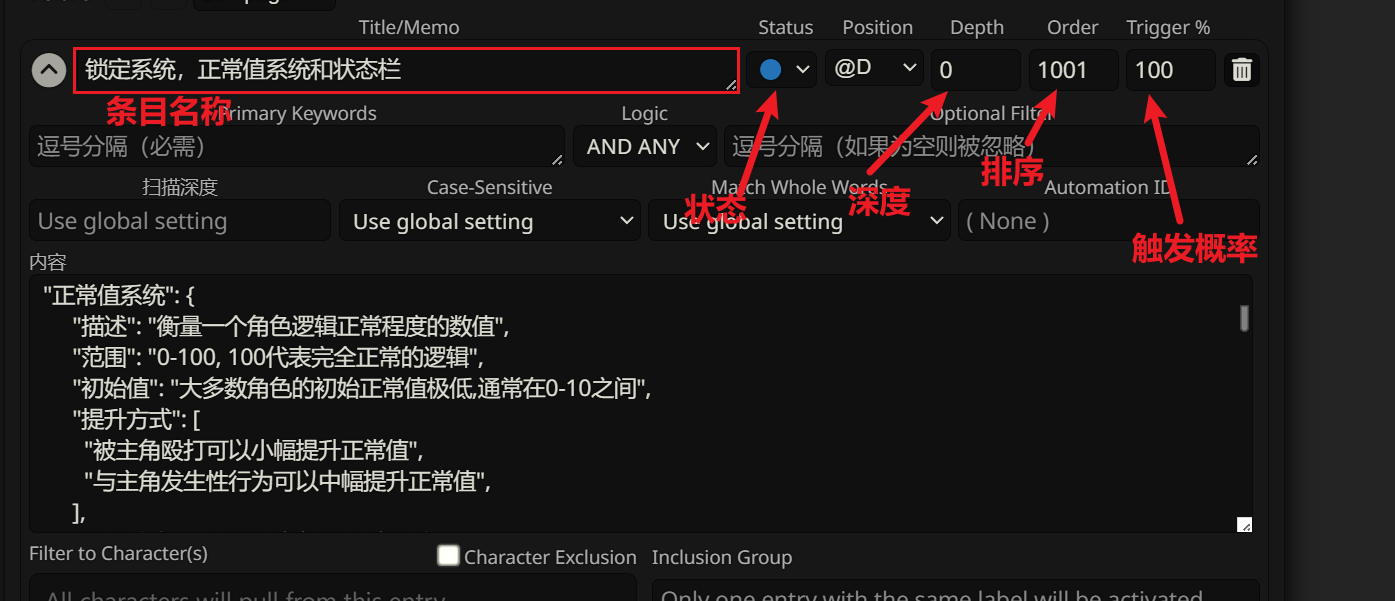 Title/Memo Status Position Depth Order Trigger %
锁定系统，正常值系统和状态栏 @D 0 1001 100
条目名称
Primary Keywords Logic Optional Filter
逗号分隔（必需） AND ANY 逗号分隔（如果为空则被忽略）
状态 深度 排序 触发概率
扫描深度 Case-Sensitive Match Whole Words Automation ID
Use global setting Use global setting Use global setting ( None )
内容
"正常值系统": {
"描述": "衡量一个角色逻辑正常程度的数值",
"范围": "0-100, 100代表完全正常的逻辑",
"初始值": "大多数角色的初始正常值极低,通常在0-10之间",
"提升方式": [
"被主角殴打可以小幅提升正常值",
"与主角发生性行为可以中幅提升正常值",
],
Filter to Character(s) Character Exclusion Inclusion Group
All characters will pull from this entry Only one entry with the same label will be activated